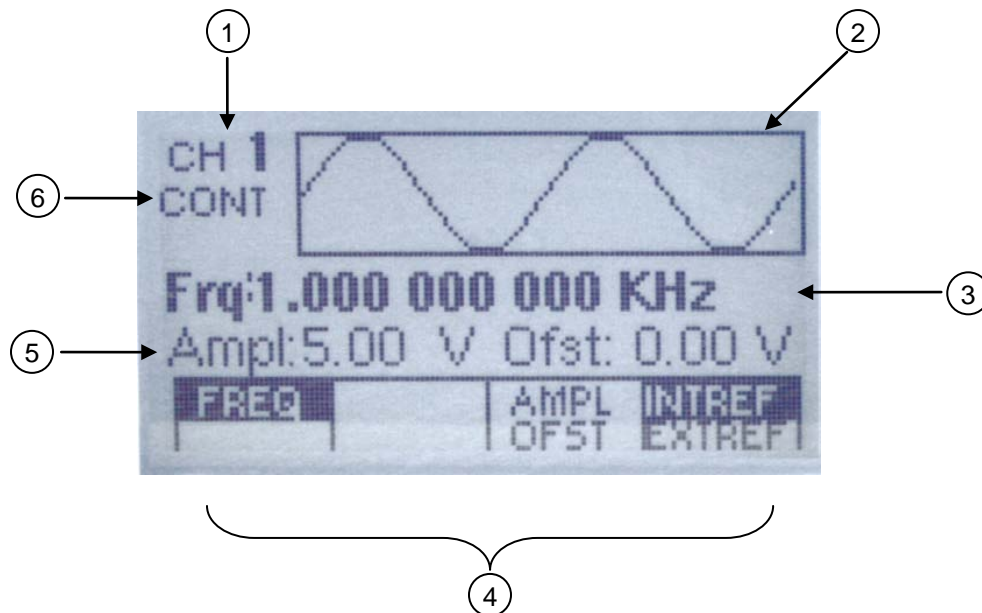 1
2
CH 1
6
CONT
Frq:1.000 000 000 KHz
3
5
Ampl:5.00 V Ofst: 0.00 V
FREQ AMPL INTREF
OFST EXTREF
4